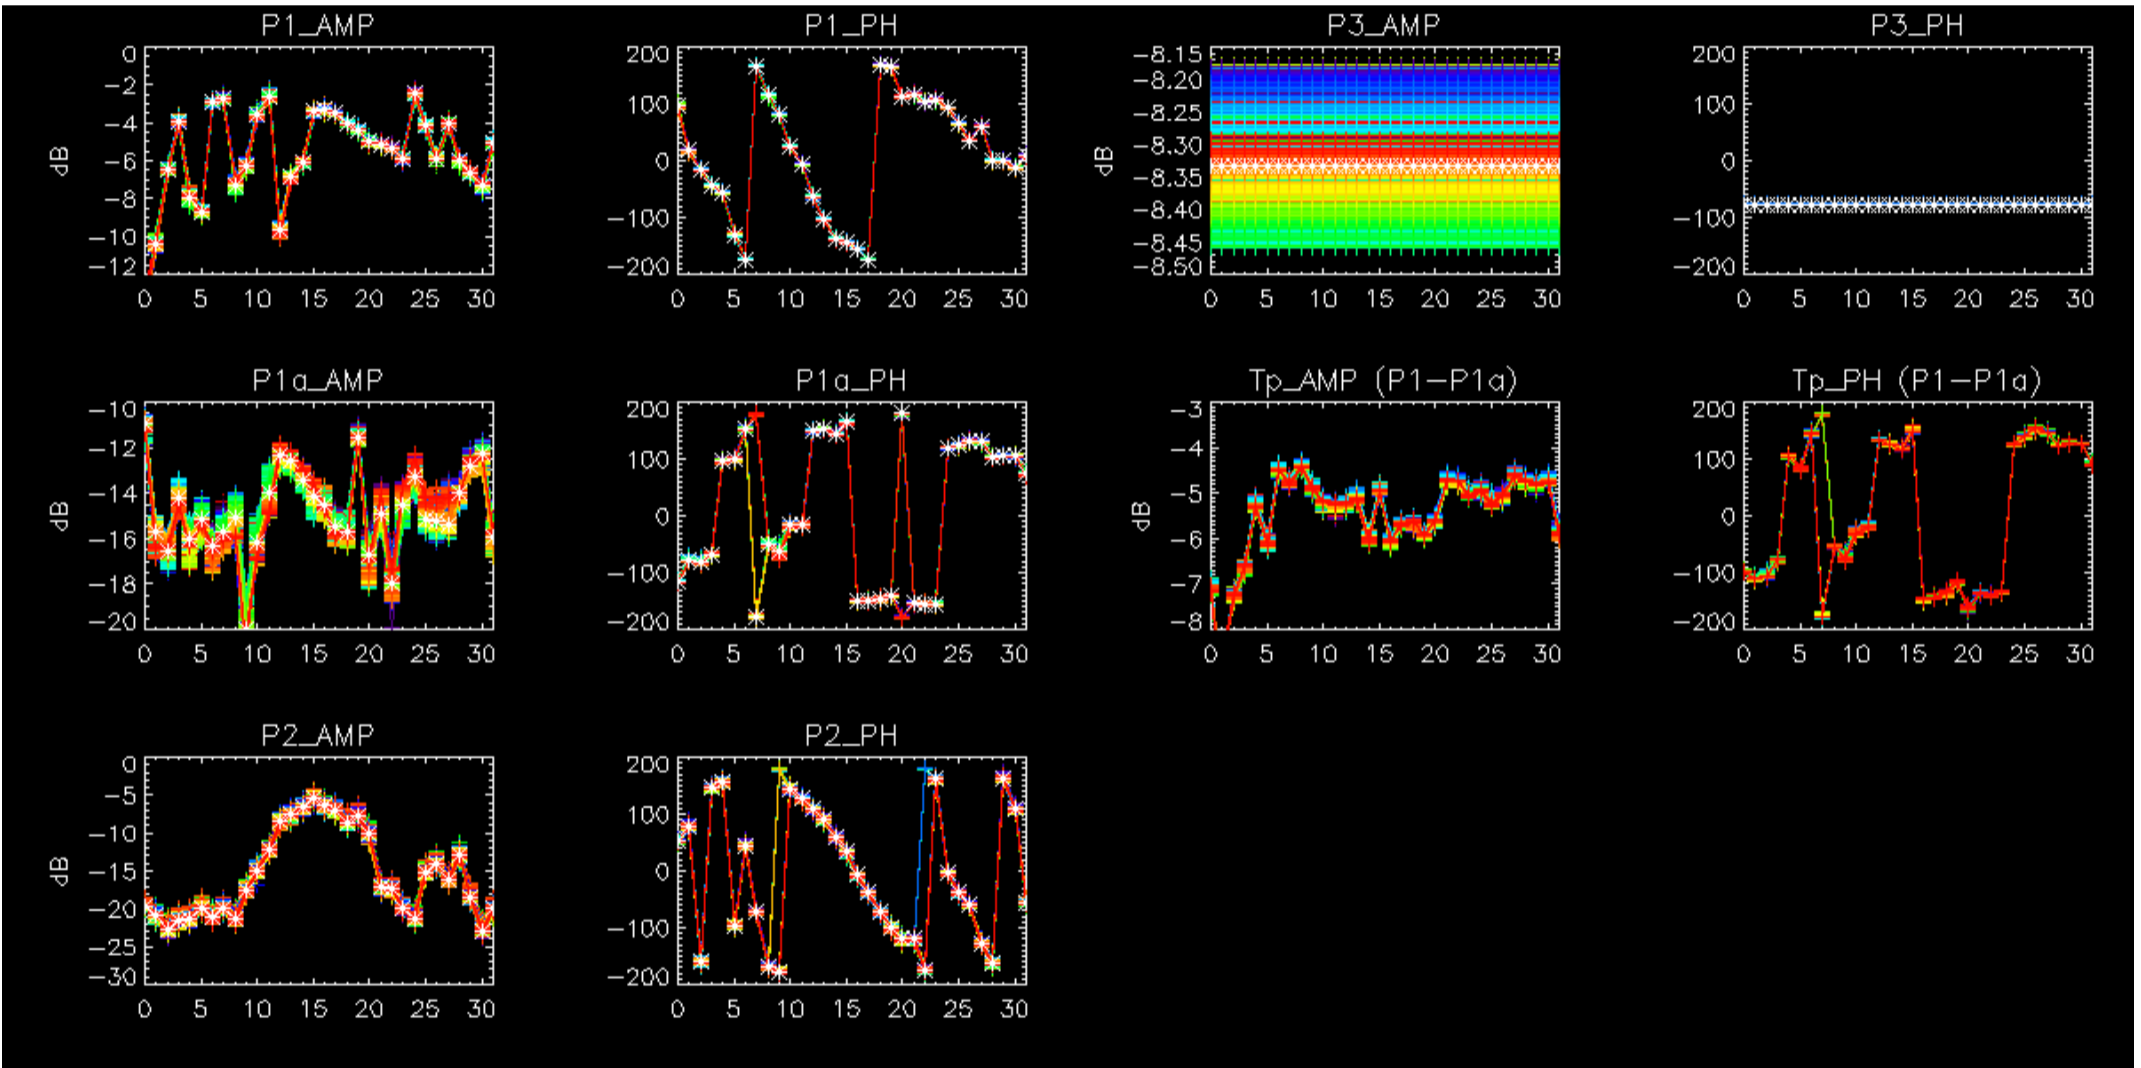 P1_AMP
dB
0
−2
−4
−6
−8
−10
−12
0 5 10 15 20 25 30
P1_PH
200
100
0
−100
−200
0 5 10 15 20 25 30
P3_AMP
dB
−8.15
−8.20
−8.25
−8.30
−8.35
−8.40
−8.45
−8.50
0 5 10 15 20 25 30
P3_PH
200
100
0
−100
−200
0 5 10 15 20 25 30
P1a_AMP
dB
−10
−12
−14
−16
−18
−20
0 5 10 15 20 25 30
P1a_PH
200
100
0
−100
−200
0 5 10 15 20 25 30
Tp_AMP (P1−P1a)
dB
−3
−4
−5
−6
−7
−8
0 5 10 15 20 25 30
Tp_PH (P1−P1a)
200
100
0
−100
−200
0 5 10 15 20 25 30
P2_AMP
dB
0
−5
−10
−15
−20
−25
−30
0 5 10 15 20 25 30
P2_PH
200
100
0
−100
−200
0 5 10 15 20 25 30